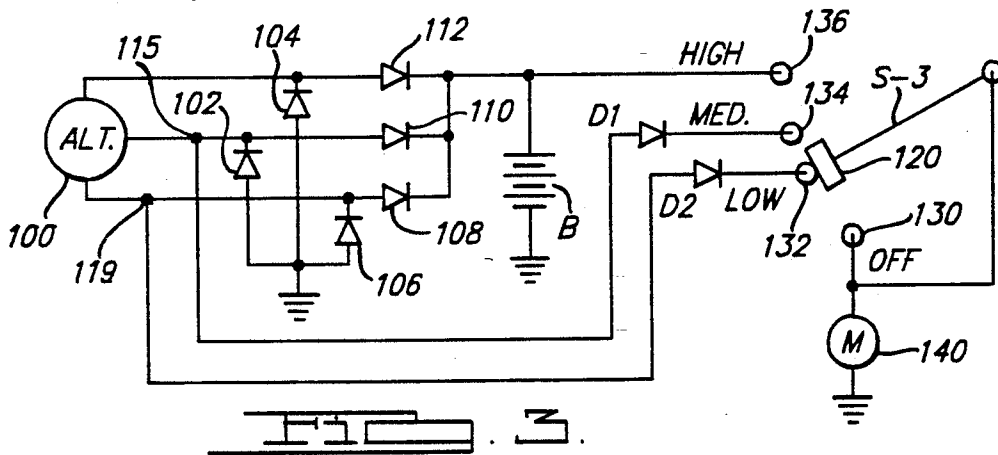 115
104
112
HIGH
136
S-3
102
110
134
ALT.
D1
MED.
120
100
108
D2
LOW
B
132
130
119
106
OFF
M
140
FIG. 3.